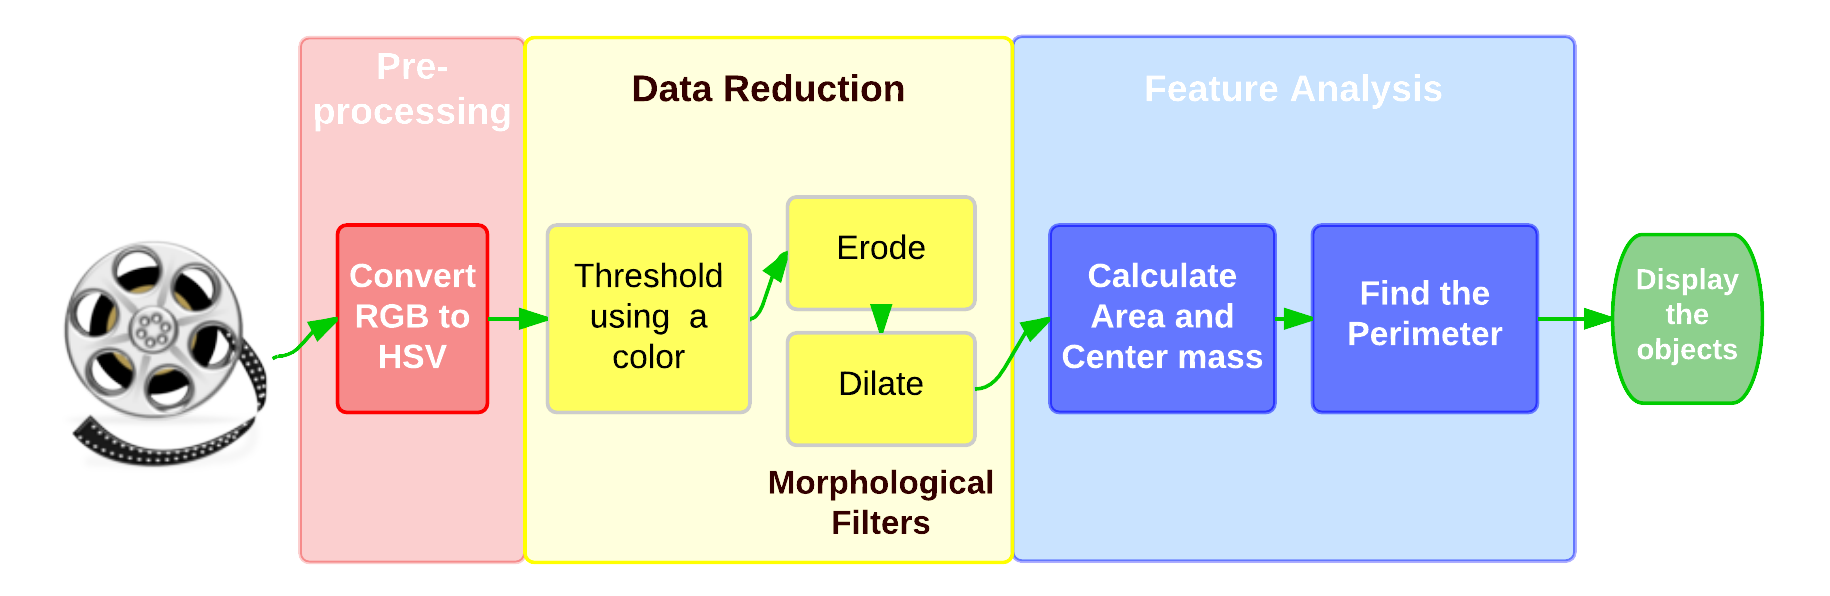 Pre-
processing
Data Reduction
Feature Analysis
Convert
RGB to
HSV
Threshold
using  a
color
Erode
Dilate
Morphological
Filters
Calculate
Area and
Center mass
Find the
Perimeter
Display
the
objects